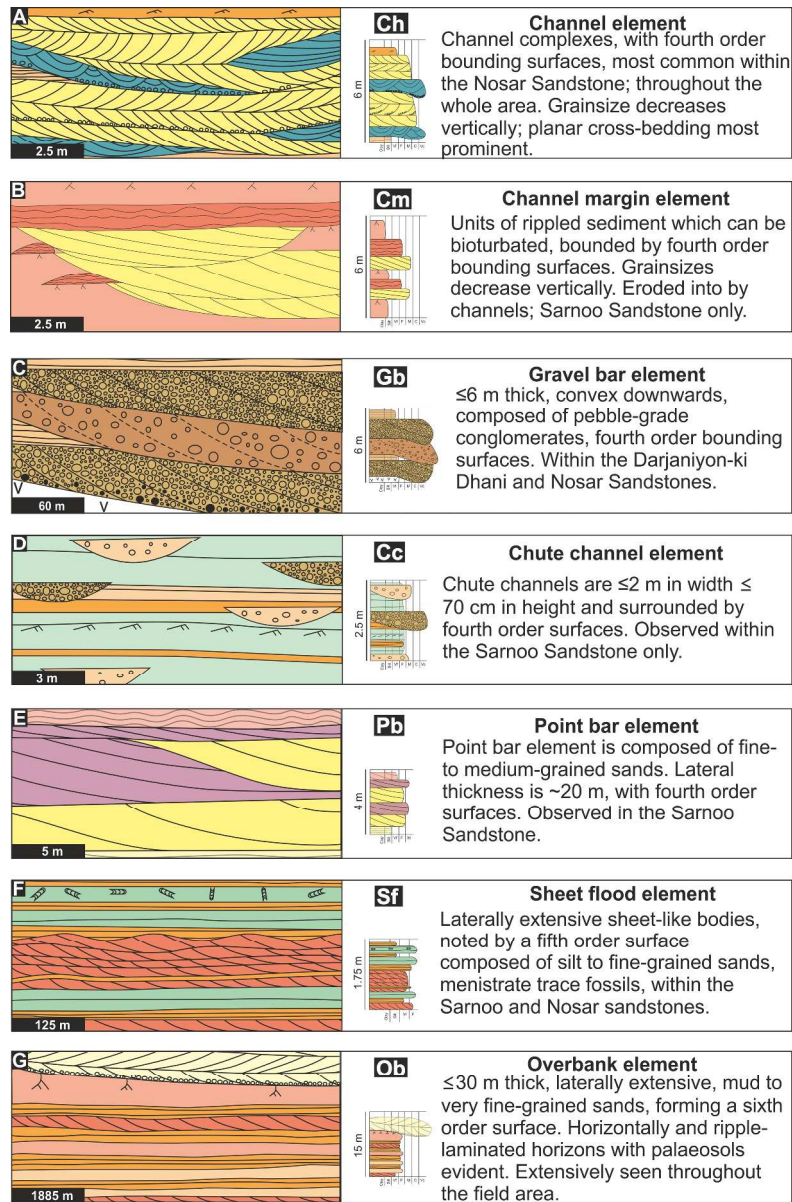 A
2.5 m
Ch
6 m
Channel element
Channel complexes, with fourth order
bounding surfaces, most common within
the Nosar Sandstone; throughout the
whole area. Grainsize decreases
vertically; planar cross-bedding most
prominent.
B
2.5 m
Cm
6 m
Channel margin element
Units of rippled sediment which can be
bioturbated, bounded by fourth order
bounding surfaces. Grainsizes
decrease vertically. Eroded into by
channels; Sarnoo Sandstone only.
C
V
V
60 m
Gb
6 m
Gravel bar element
≤6 m thick, convex downwards,
composed of pebble-grade
conglomerates, fourth order bounding
surfaces. Within the Darjaniyon-ki
Dhani and Nosar Sandstones.
D
3 m
Cc
2.5 m
Chute channel element
Chute channels are ≤2 m in width ≤
70 cm in height and surrounded by
fourth order surfaces. Observed within
the Sarnoo Sandstone only.
E
5 m
Pb
4 m
Point bar element
Point bar element is composed of fine-
to medium-grained sands. Lateral
thickness is ~20 m, with fourth order
surfaces. Observed in the Sarnoo
Sandstone.
F
125 m
Sf
1.75 m
Sheet flood element
Laterally extensive sheet-like bodies,
noted by a fifth order surface
composed of silt to fine-grained sands,
menistrate trace fossils, within the
Sarnoo and Nosar sandstones.
G
1885 m
Ob
15 m
Overbank element
≤30 m thick, laterally extensive, mud to
very fine-grained sands, forming a sixth
order surface. Horizontally and ripple-
laminated horizons with palaeosols
evident. Extensively seen throughout
the field area.